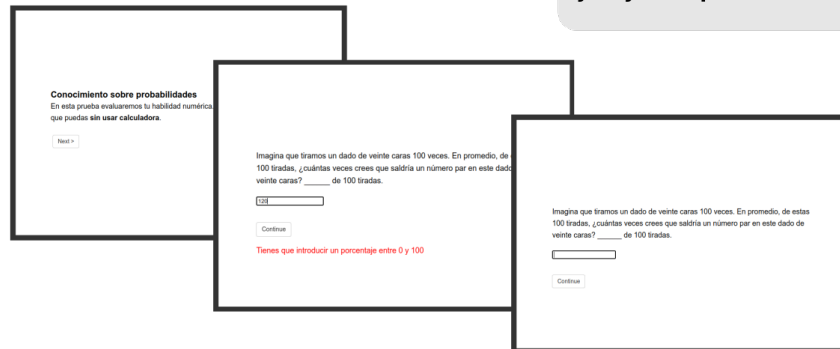 Conocimiento sobre probabilidades
En esta prueba evaluaremos tu habilidad numérica,
que puedas sin usar calculadora.
Next >
Imagina que tiramos un dado de veinte caras 100 veces. En promedio, de
100 tiradas, ¿cuántas veces crees que saldría un número par en este dado
veinte caras? ______ de 100 tiradas.
120
Continue
Tienes que introducir un porcentaje entre 0 y 100
Imagina que tiramos un dado de veinte caras 100 veces. En promedio, de estas
100 tiradas, ¿cuántas veces crees que saldría un número par en este dado de
veinte caras? ______ de 100 tiradas.
Continue